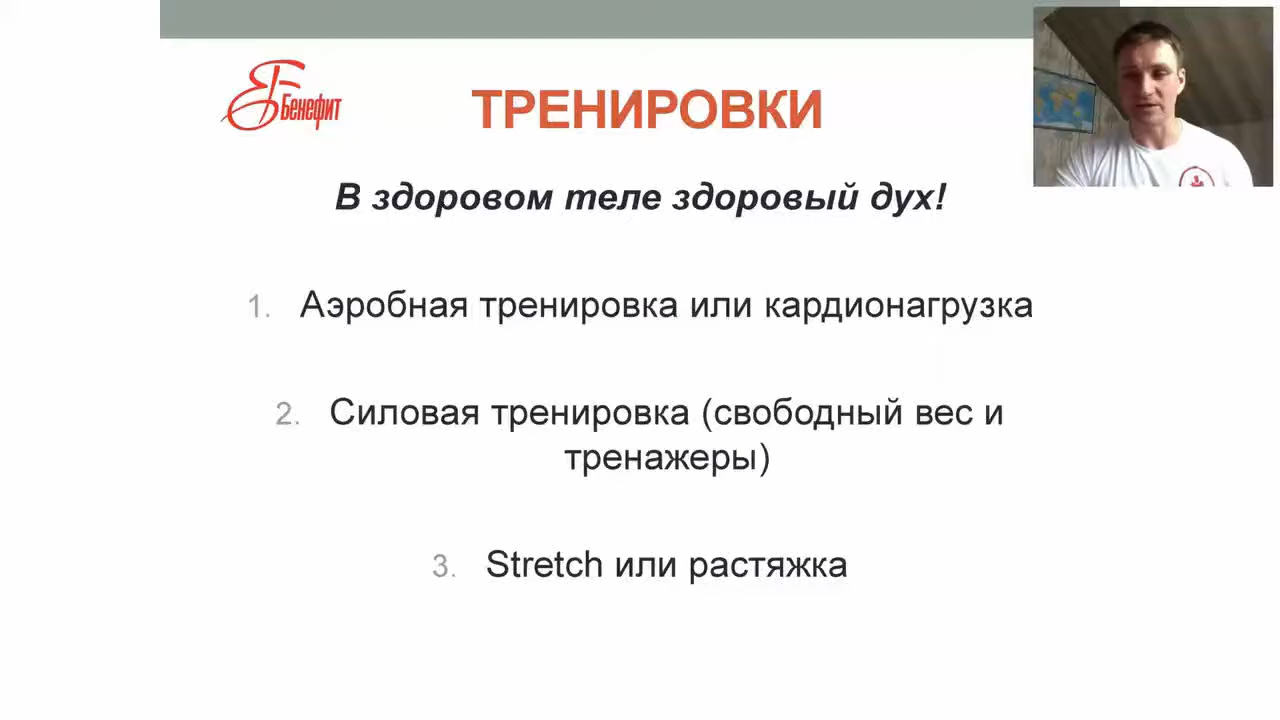 Бенефит
ТРЕНИРОВКИ
В здоровом теле здоровый дух!
1. Аэробная тренировка или кардионагрузка
2. Силовая тренировка (свободный вес и
тренажеры)
3. Stretch или растяжка